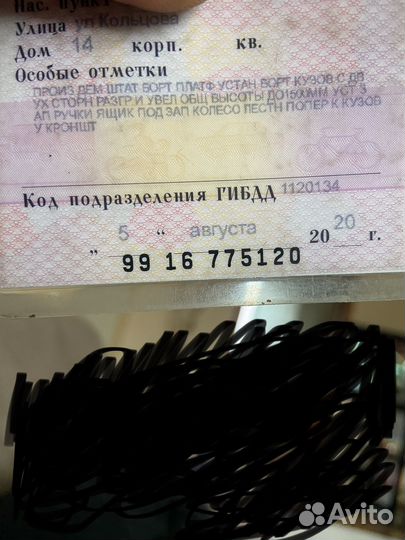 Нас. пункт
Улица ул Кольцова
Дом 14 корп. кв.
Особые отметки
ПРОИЗ ДЕМ ШТАТ БОРТ ПЛАТФ УСТАН БОРТ КУЗОВ С ДВ
УХ СТОРН РАЗГР И УВЕЛ ОБЩ ВЫСОТЫ ДО1500ММ УСТ З
АП РУЧКИ ЯЩИК ПОД ЗАП КОЛЕСО ЛЕСТН ПОПЕР К КУЗОВ
У КРОНШТ
Код подразделения ГИБДД 1120134
" 5 " августа 20 20 г.
99 16 775120
Avito